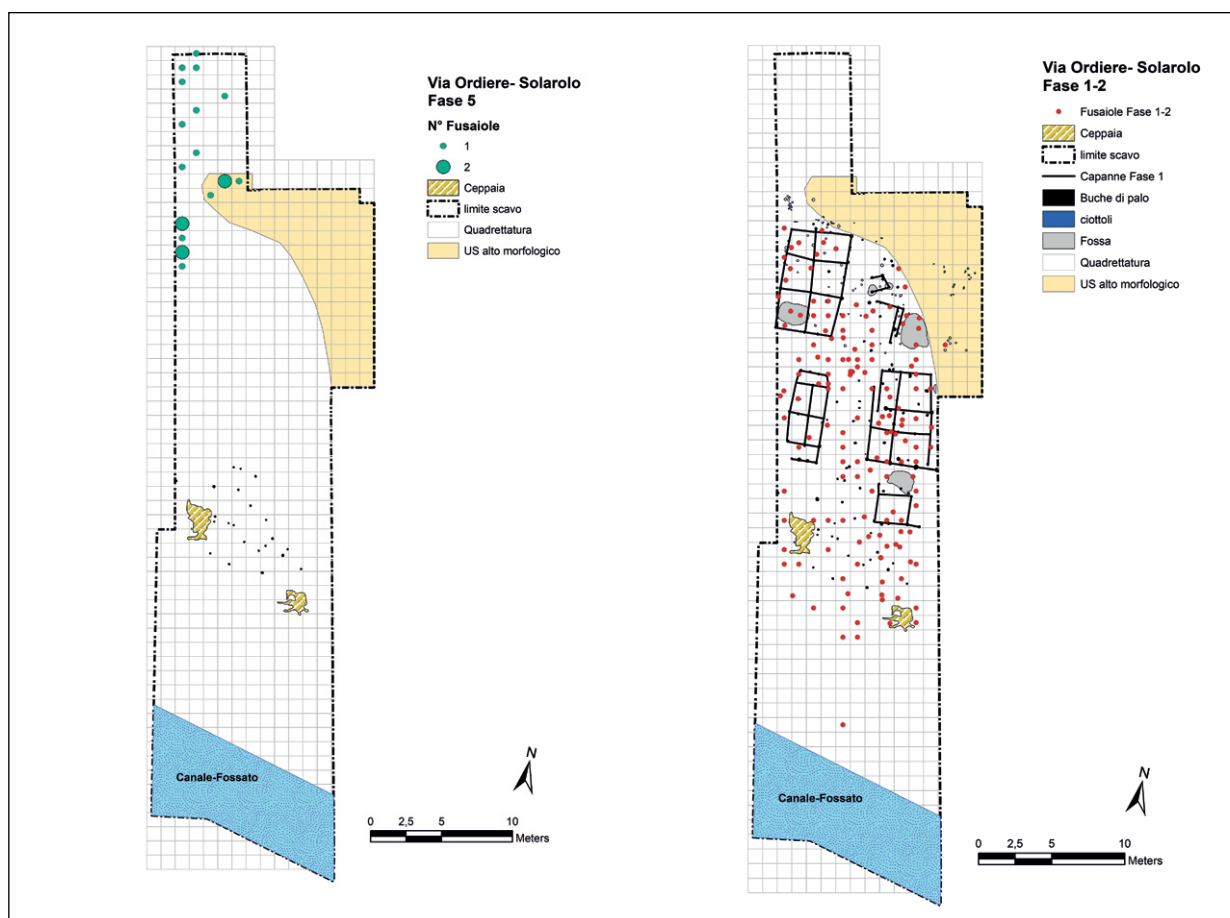 Via Ordiere- Solarolo
Fase 5
N° Fusaiole
1
2
Ceppaia
limite scavo
Quadrettatura
US alto morfologico
Canale-Fossato
N
0 2,5 5 10
Meters
Via Ordiere- Solarolo
Fase 1-2
Fusaiole Fase 1-2
Ceppaia
limite scavo
Capanne Fase 1
Buche di palo
ciottoli
Fossa
Quadrettatura
US alto morfologico
Canale-Fossato
N
0 2,5 5 10
Meters